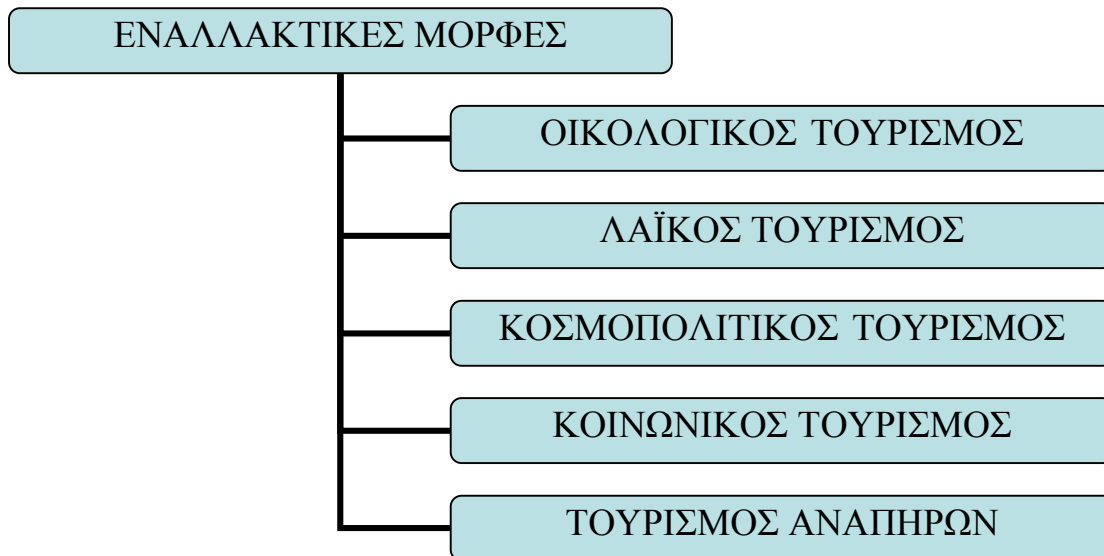 ΕΝΑΛΛΑΚΤΙΚΕΣ ΜΟΡΦΕΣ
ΟΙΚΟΛΟΓΙΚΟΣ ΤΟΥΡΙΣΜΟΣ
ΛΑΪΚΟΣ ΤΟΥΡΙΣΜΟΣ
ΚΟΣΜΟΠΟΛΙΤΙΚΟΣ ΤΟΥΡΙΣΜΟΣ
ΚΟΙΝΩΝΙΚΟΣ ΤΟΥΡΙΣΜΟΣ
ΤΟΥΡΙΣΜΟΣ ΑΝΑΠΗΡΩΝ